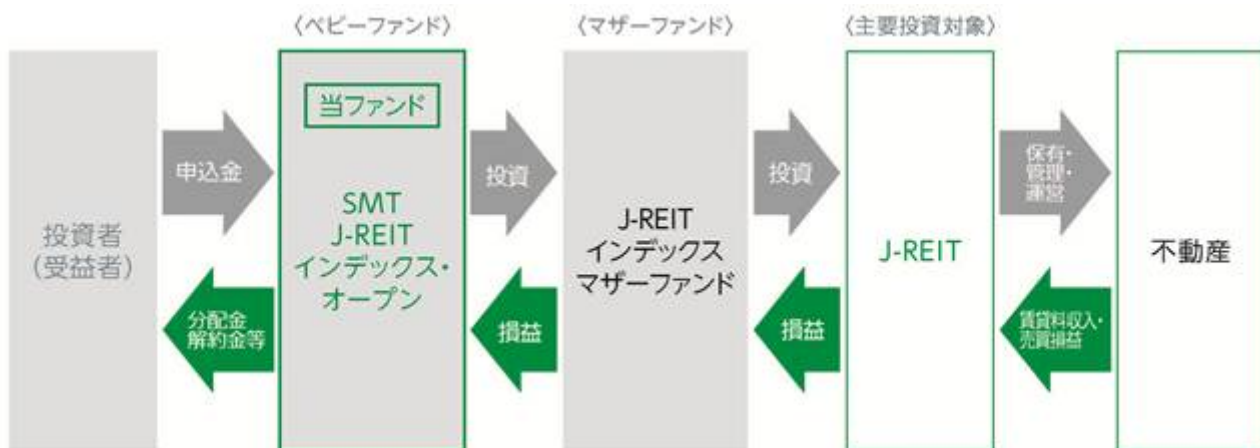 〈ベビーファンド〉
〈マザーファンド〉
〈主要投資対象〉
投資者
(受益者)
申込金
分配金
解約金等
当ファンド
SMT
J-REIT
インデックス・
オープン
投資
損益
J-REIT
インデックス
マザーファンド
投資
損益
J-REIT
保有・
管理・
運営
賃貸料収入・
売買損益
不動産